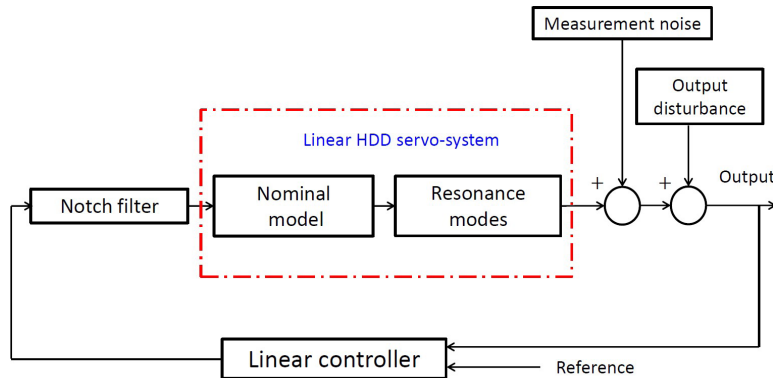 Measurement noise
Output
disturbance
Linear HDD servo-system
Output
Notch filter
Nominal
model
Resonance
modes
+
+
Linear controller
Reference